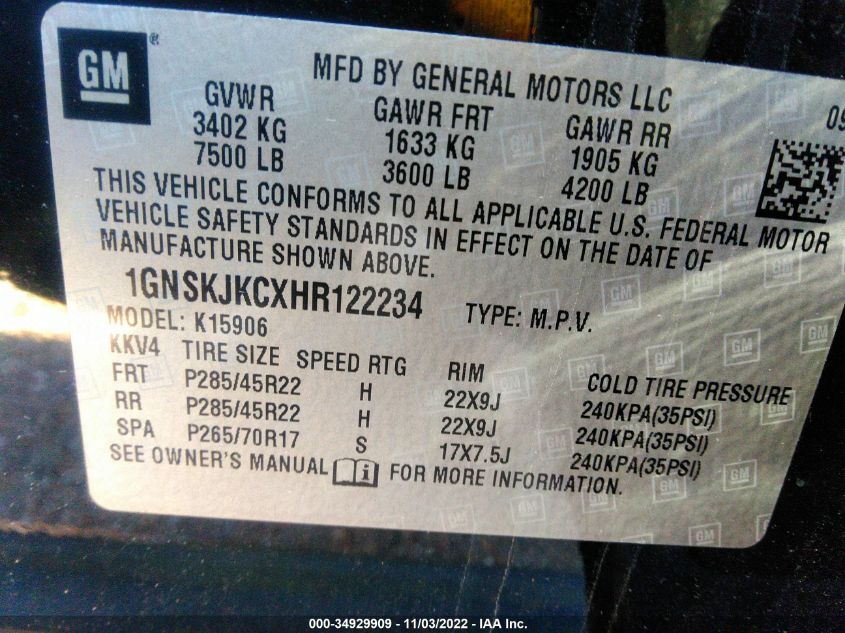 GM ®
MFD BY GENERAL MOTORS LLC
GVWR GAWR FRT GAWR RR
3402 KG 1633 KG 1905 KG
7500 LB 3600 LB 4200 LB
09
THIS VEHICLE CONFORMS TO ALL APPLICABLE U.S. FEDERAL MOTOR
VEHICLE SAFETY STANDARDS IN EFFECT ON THE DATE OF
MANUFACTURE SHOWN ABOVE.
1GNSKJKCXHR122234 TYPE: M.P.V.
MODEL: K15906
KKV4 TIRE SIZE SPEED RTG RIM COLD TIRE PRESSURE
FRT P285/45R22 H 22X9J 240KPA(35PSI)
RR P285/45R22 H 22X9J 240KPA(35PSI)
SPA P265/70R17 S 17X7.5J 240KPA(35PSI)
SEE OWNER'S MANUAL FOR MORE INFORMATION.
000-34929909 - 11/03/2022 - IAA Inc.